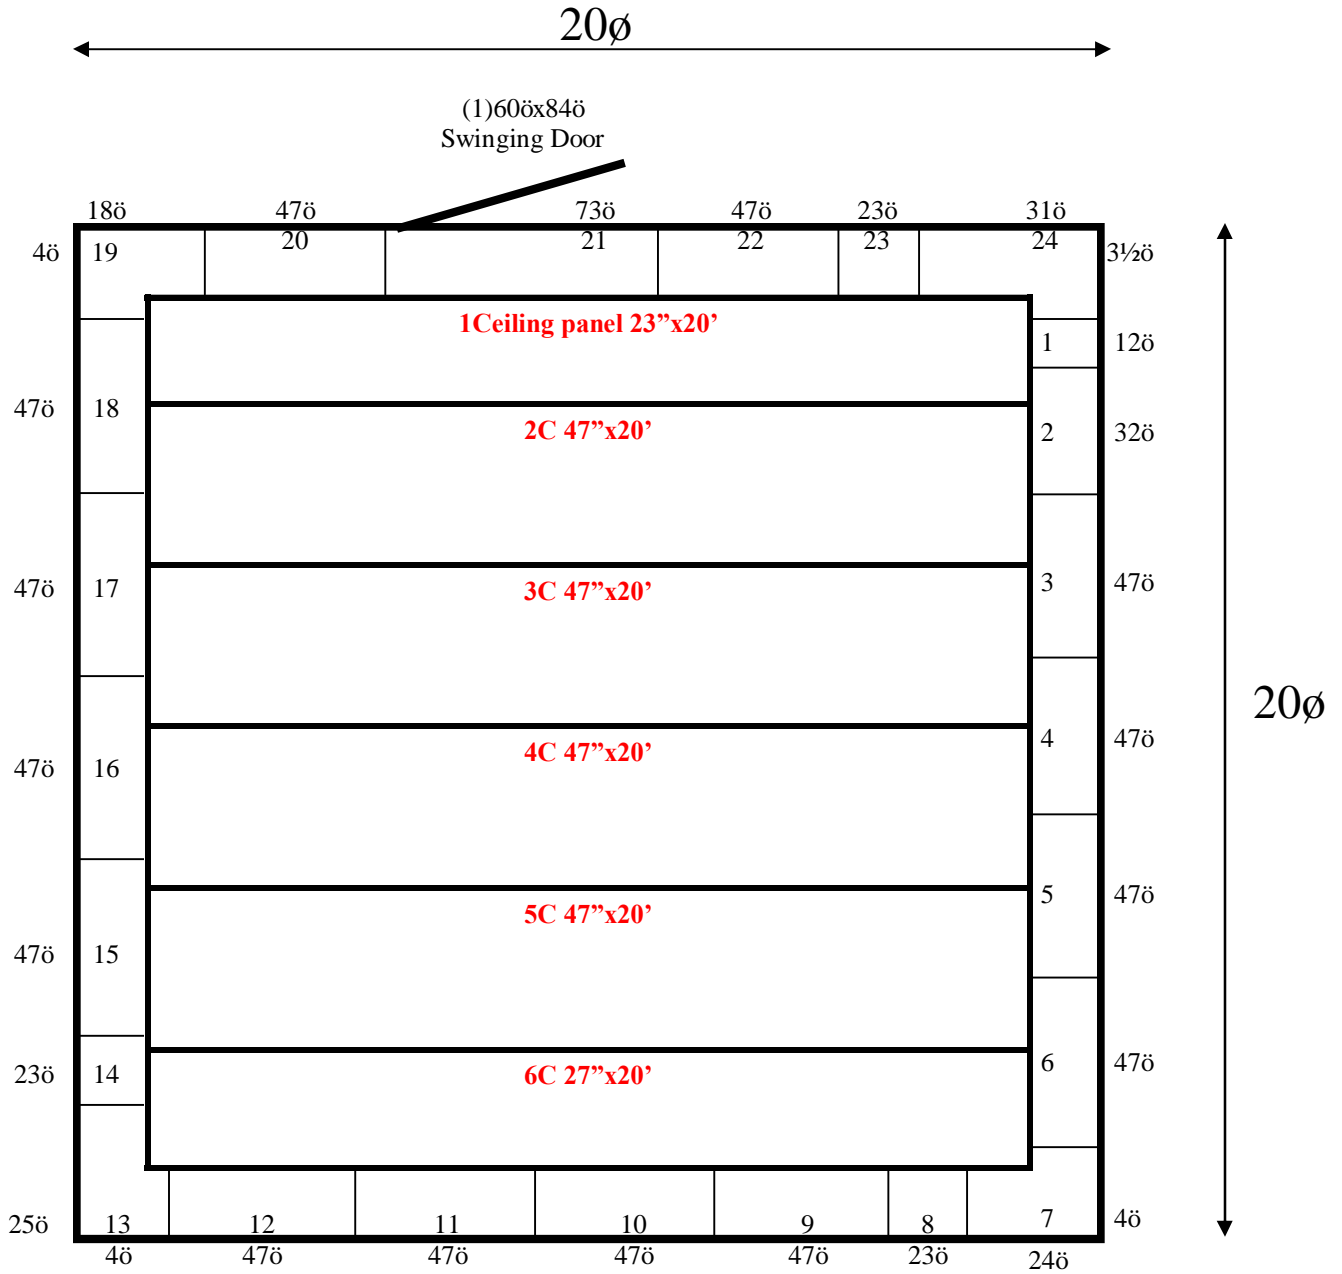 20ø
(1)60öx84ö
Swinging Door
18ö 47ö 73ö 47ö 23ö 31ö
4ö 19 20 21 22 23 24 3½ö
1Ceiling panel 23”x20’
1 12ö
47ö 18 2C 47”x20’ 2 32ö
47ö 17 3C 47”x20’ 3 47ö
20ø
47ö 16 4C 47”x20’ 4 47ö
5 47ö
47ö 15 5C 47”x20’
23ö 14 6C 27”x20’ 6 47ö
25ö 13 12 11 10 9 8 7 4ö
4ö 47ö 47ö 47ö 47ö 23ö 24ö